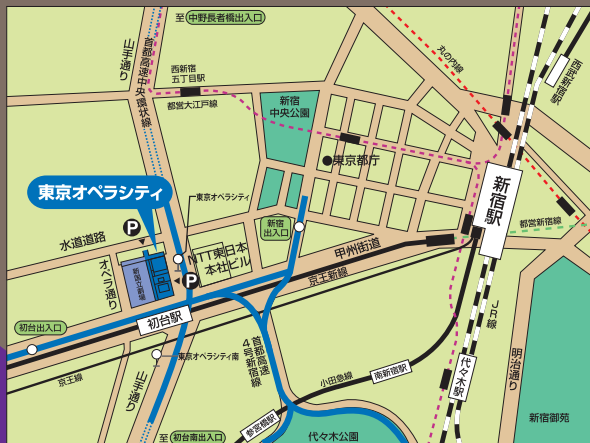 至 中野長者橋出入口
山手通り
首都高速中央環状線
西新宿
五丁目駅
都営大江戸線
丸の内線
西武新宿駅
新宿
中央公園
東京都庁
東京オペラシティ
東京オペラシティ
新宿駅
都営新宿線
水道道路
P
新宿
出入口
NTT東日本
本社ビル
甲州街道
京王新線
オペラ通り
新国立劇場
P
初台出入口
初台駅
JR線
東京オペラシティ南
首都高速
4号新宿線
明治通り
京王線
山手通り
小田急線
南新宿駅
代々木駅
参宮橋駅
新宿御苑
至 初台南出入口
代々木公園